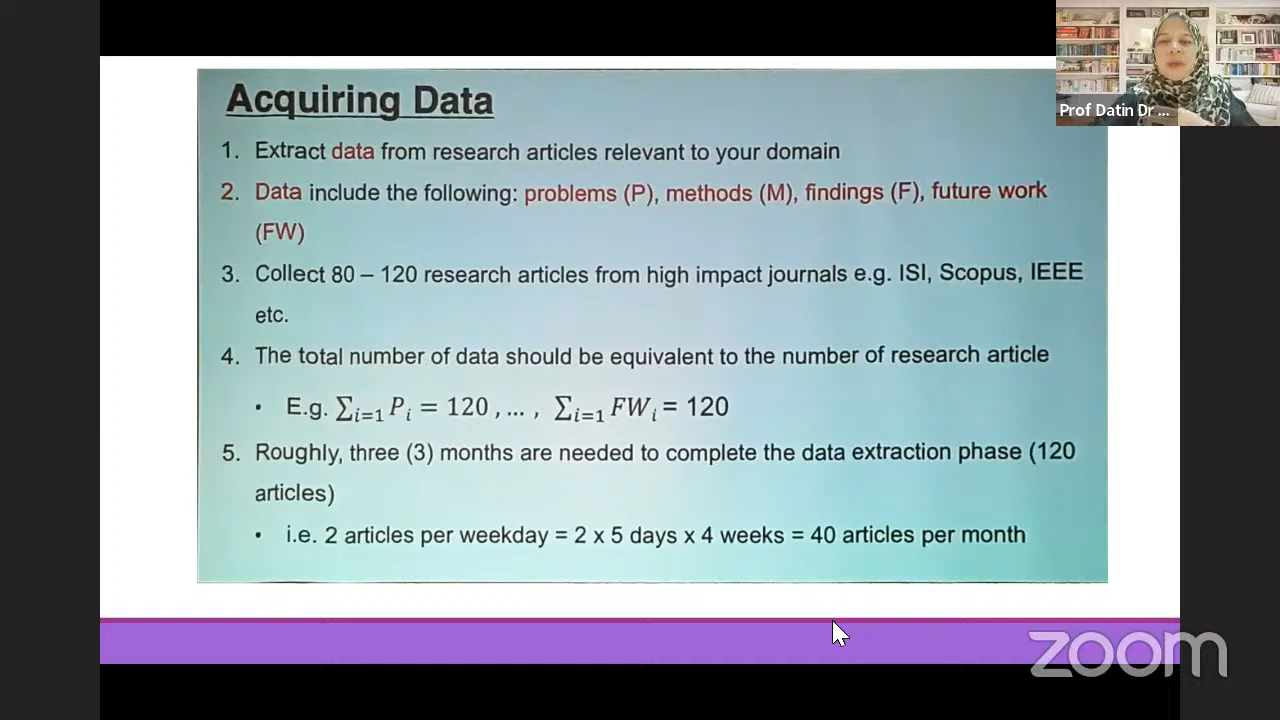 Acquiring Data
1. Extract data from research articles relevant to your domain
2. Data include the following: problems (P), methods (M), findings (F), future work
(FW)
3. Collect 80 – 120 research articles from high impact journals e.g. ISI, Scopus, IEEE
etc.
4. The total number of data should be equivalent to the number of research article
• E.g. ∑i=1 Pi = 120 , ... , ∑i=1 FWi = 120
5. Roughly, three (3) months are needed to complete the data extraction phase (120
articles)
• i.e. 2 articles per weekday = 2 x 5 days x 4 weeks = 40 articles per month
Prof Datin Dr ...
zoom